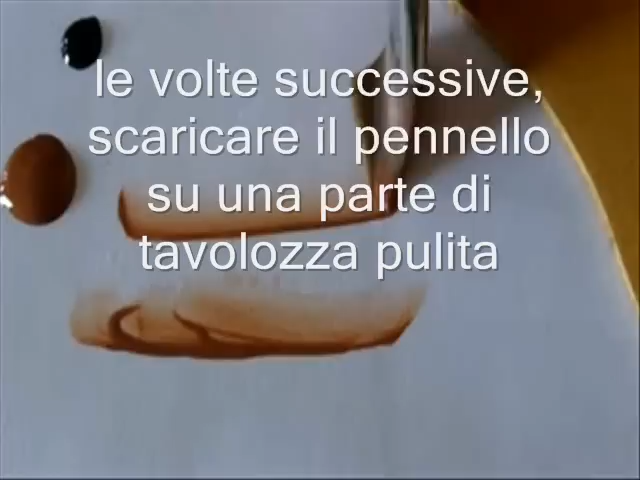 le volte successive,
scaricare il pennello
su una parte di
tavolozza pulita